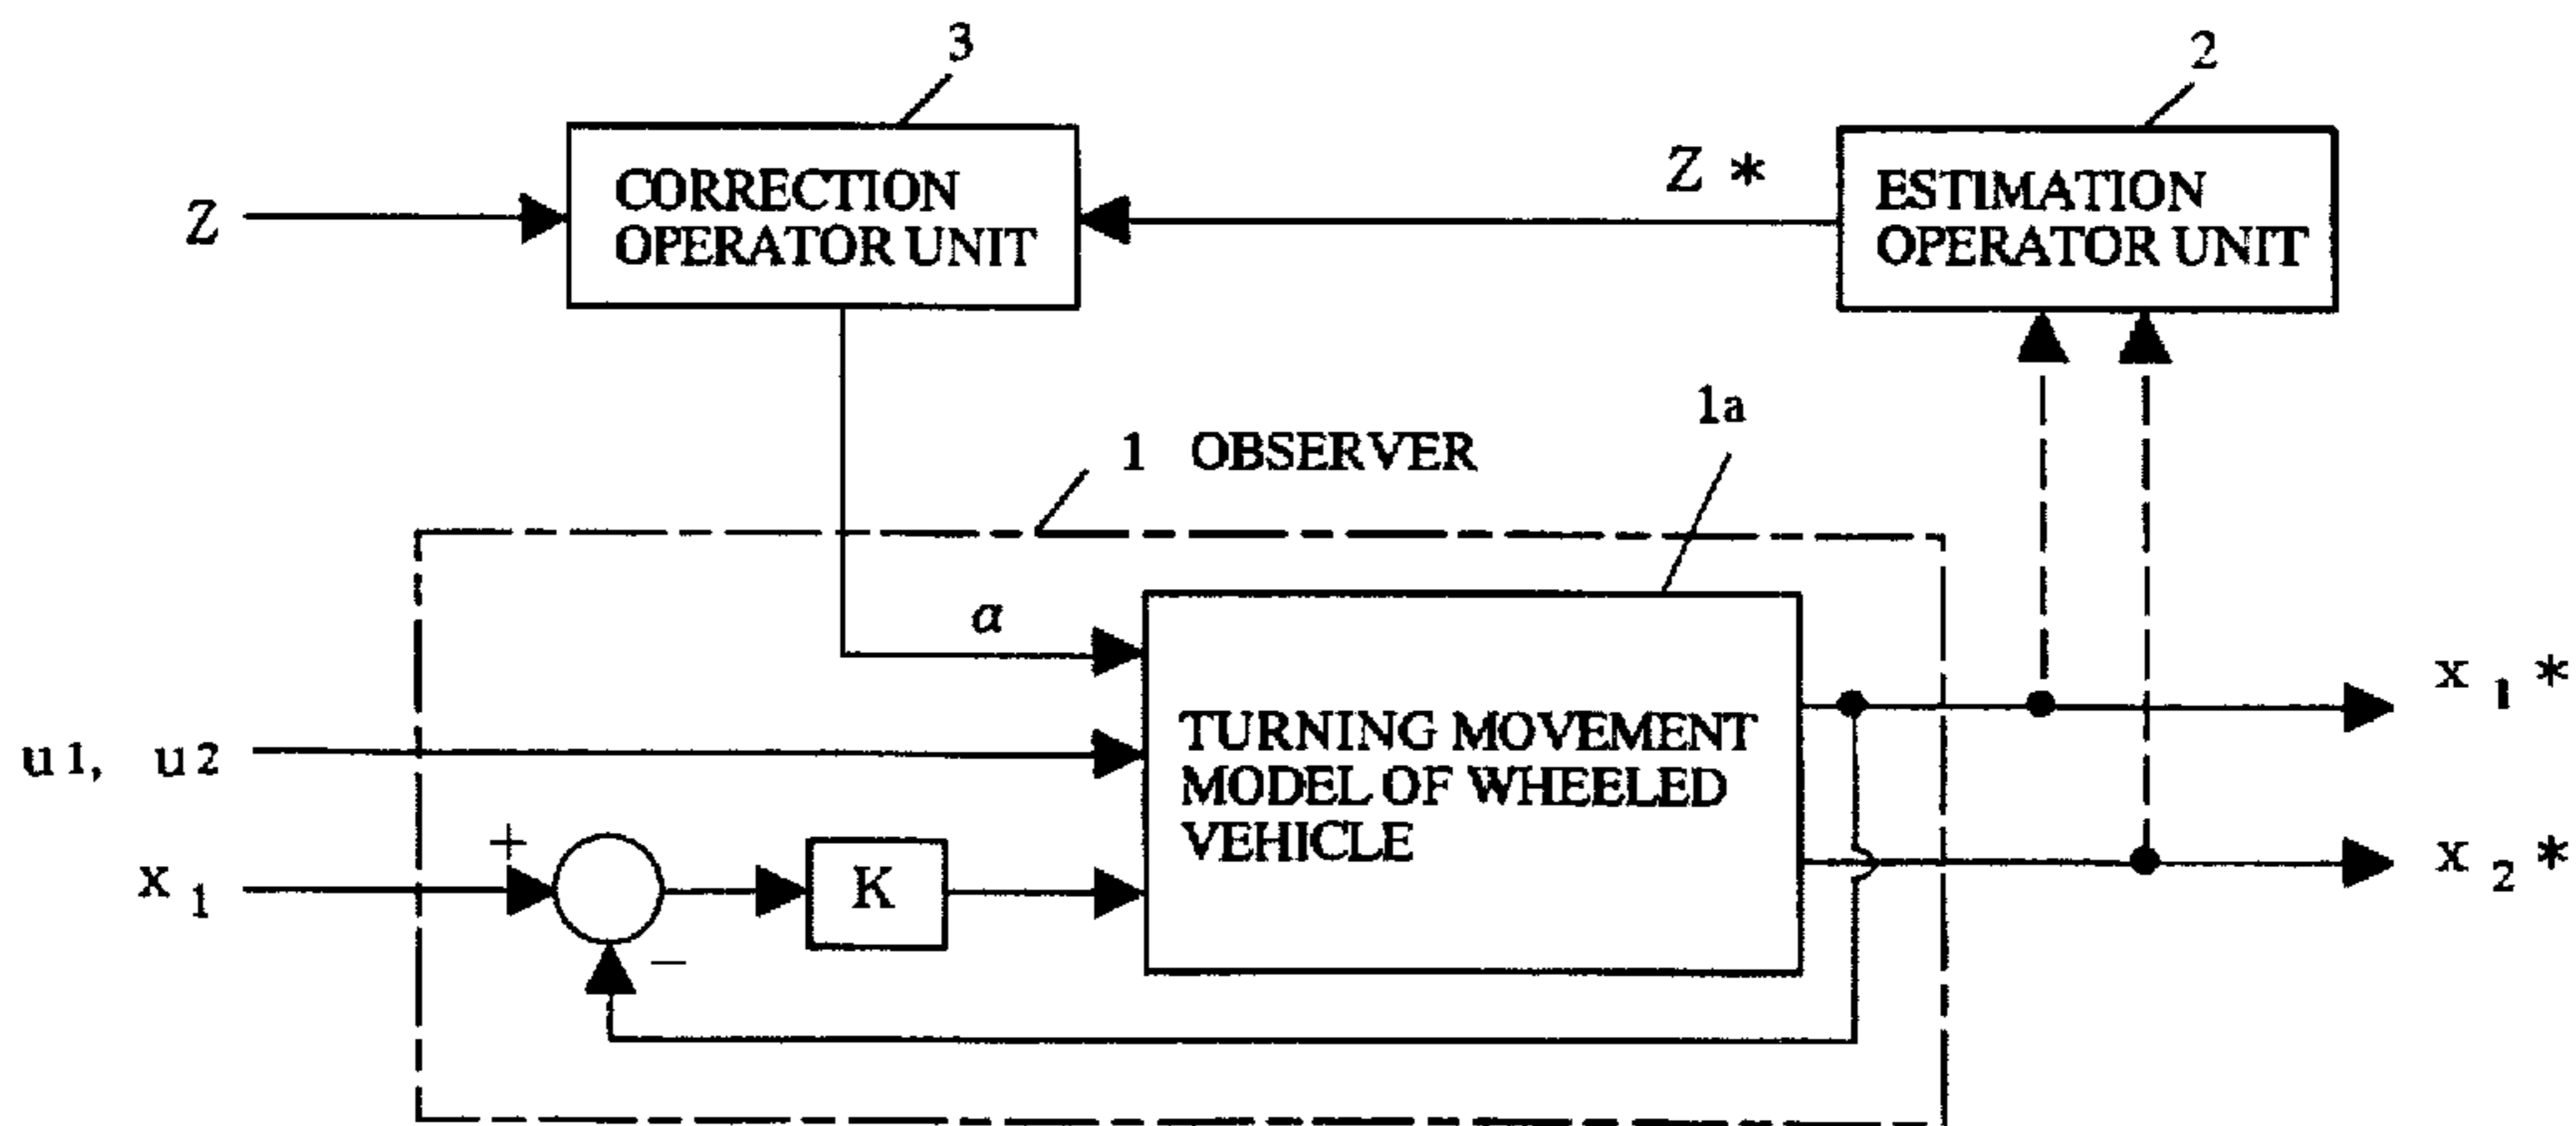 3
2
Z
CORRECTION
OPERATOR UNIT
Z *
ESTIMATION
OPERATOR UNIT
1 OBSERVER
1a
α
u1, u2
TURNING MOVEMENT
MODEL OF WHEELED
VEHICLE
x 1 *
x 2 *
x 1
+
−
K